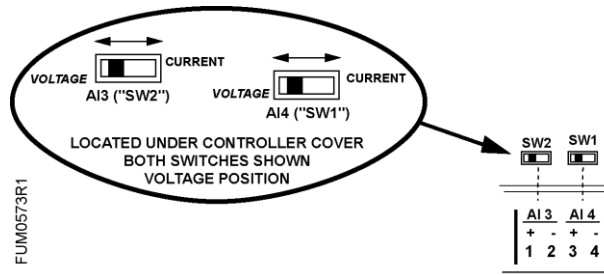 VOLTAGE CURRENT
AI3 ("SW2")
VOLTAGE CURRENT
AI4 ("SW1")
LOCATED UNDER CONTROLLER COVER
BOTH SWITCHES SHOWN
VOLTAGE POSITION
FUM0573R1
SW2 SW1
AI 3 AI 4
+ - + -
1 2 3 4